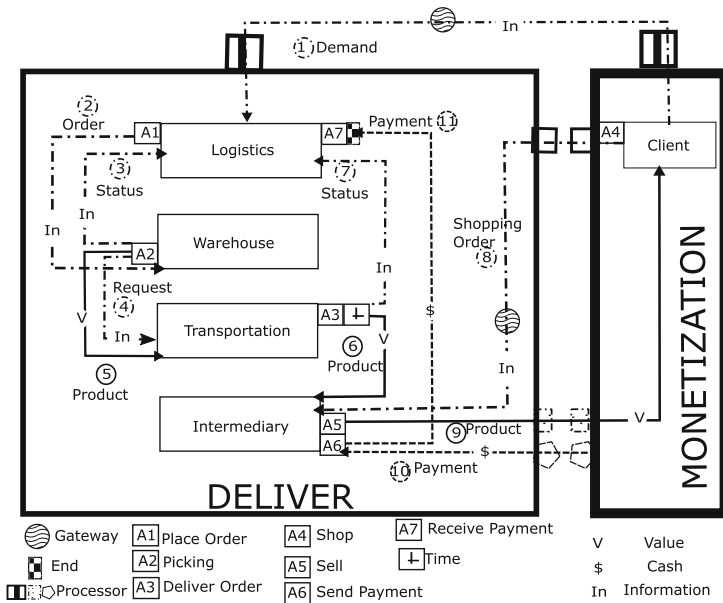 In
1 Demand
2
Order
A1
Logistics
A7
Payment 11
A4
Client
3
Status
7
Status
In
In
Warehouse
A2
Shopping
Order
8
Request
4
In
V
In
Transportation
A3
V
$
6
Product
In
5
Product
Intermediary
A5
A6
9 Product
V
$
10 Payment
DELIVER
MONETIZATION
Gateway
End
Processor
A1 Place Order
A2 Picking
A3 Deliver Order
A4 Shop
A5 Sell
A6 Send Payment
A7 Receive Payment
Time
V Value
$ Cash
In Information